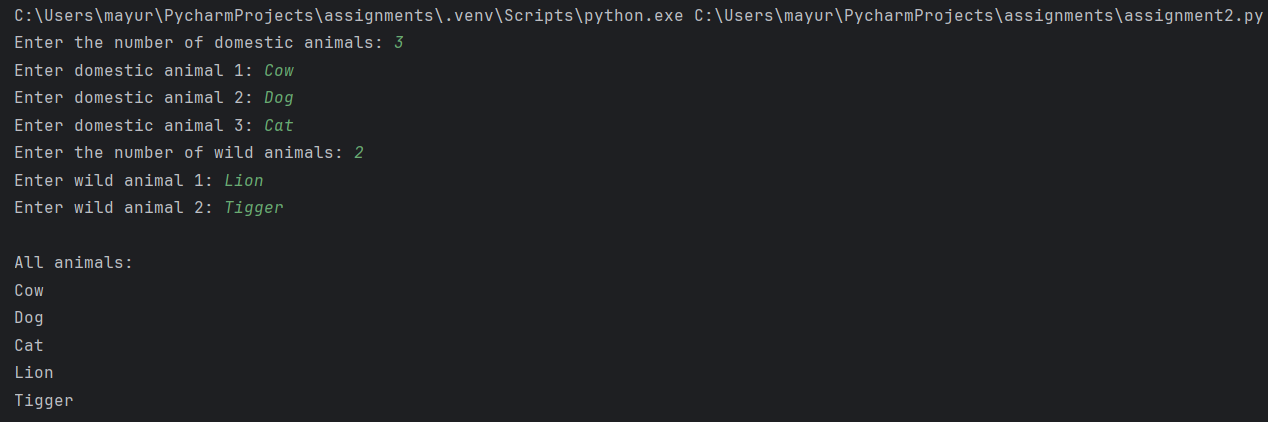 C:\Users\mayur\PycharmProjects\assignments\.venv\Scripts\python.exe C:\Users\mayur\PycharmProjects\assignments\assignment2.py
Enter the number of domestic animals: 3
Enter domestic animal 1: Cow
Enter domestic animal 2: Dog
Enter domestic animal 3: Cat
Enter the number of wild animals: 2
Enter wild animal 1: Lion
Enter wild animal 2: Tigger
All animals:
Cow
Dog
Cat
Lion
Tigger